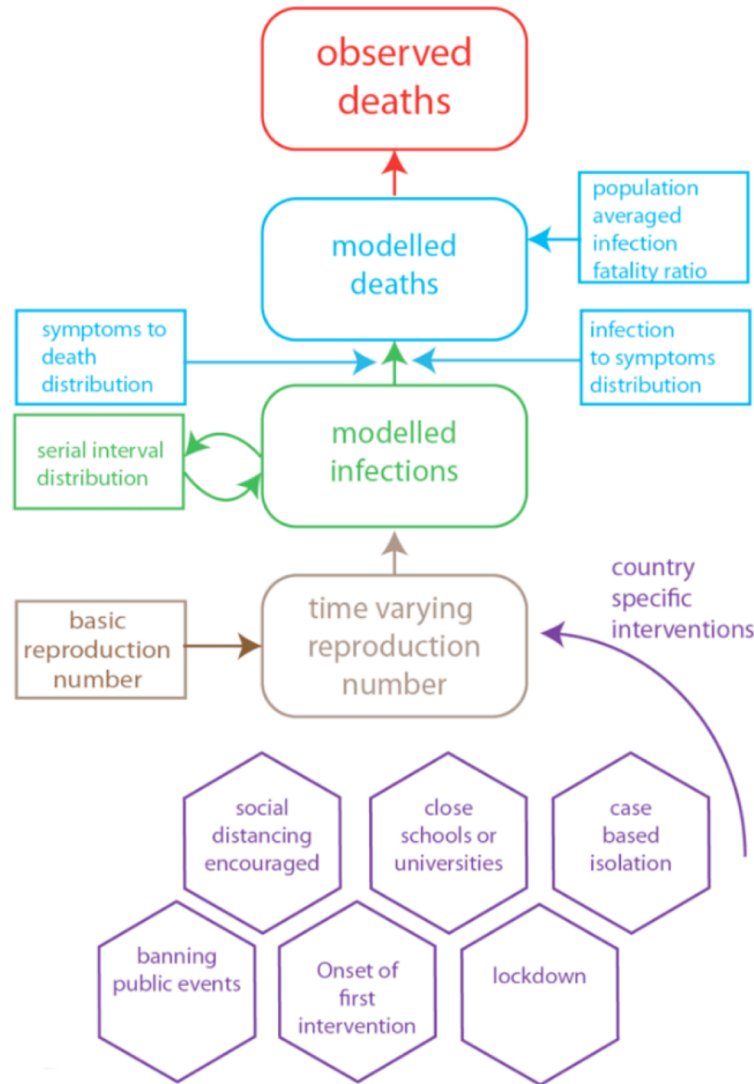 observed
deaths
population
averaged
infection
fatality ratio
modelled
deaths
symptoms to
death
distribution
infection
to symptoms
distribution
modelled
infections
serial interval
distribution
country
specific
interventions
time varying
reproduction
number
basic
reproduction
number
social
distancing
encouraged
close
schools or
universities
case
based
isolation
banning
public events
Onset of
first
intervention
lockdown